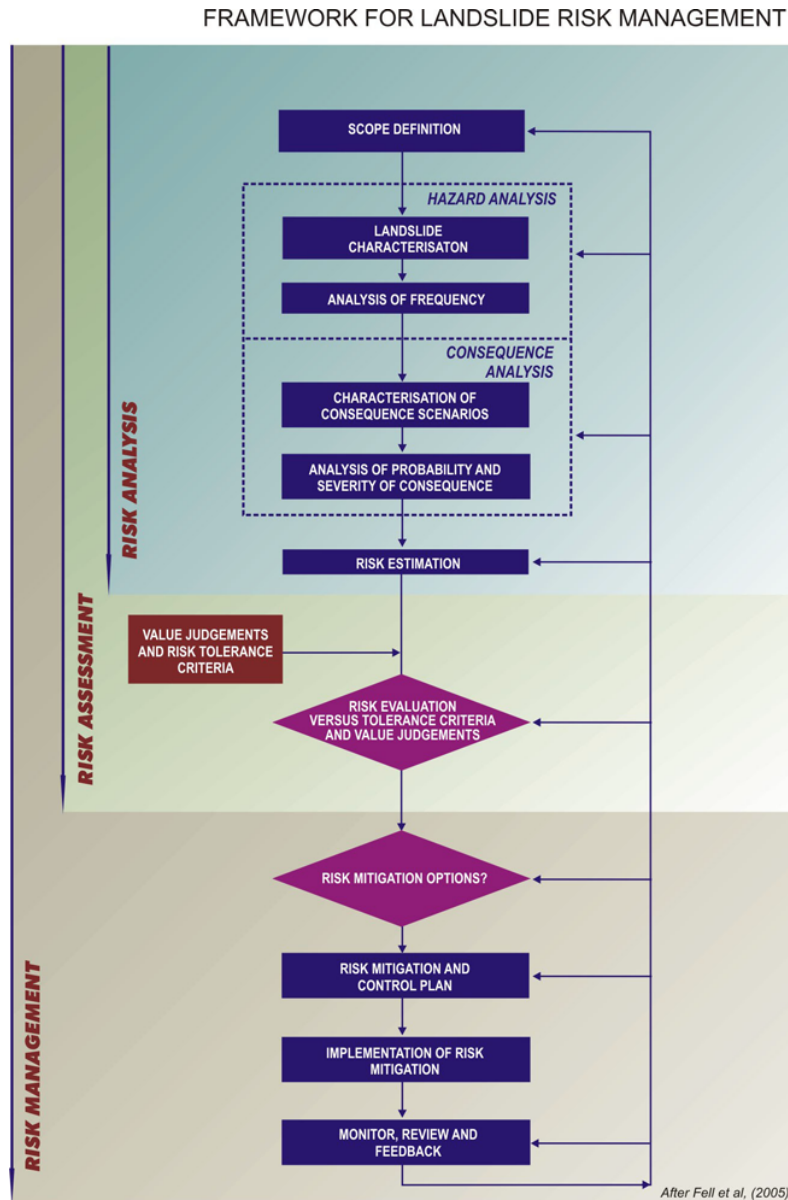 FRAMEWORK FOR LANDSLIDE RISK MANAGEMENT
SCOPE DEFINITION
HAZARD ANALYSIS
LANDSLIDE
CHARACTERISATON
ANALYSIS OF FREQUENCY
CONSEQUENCE
ANALYSIS
CHARACTERISATION OF
CONSEQUENCE SCENARIOS
ANALYSIS OF PROBABILITY AND
SEVERITY OF CONSEQUENCE
RISK ANALYSIS
RISK ESTIMATION
VALUE JUDGEMENTS
AND RISK TOLERANCE
CRITERIA
RISK ASSESSMENT
RISK EVALUATION
VERSUS TOLERANCE CRITERIA
AND VALUE JUDGEMENTS
RISK MITIGATION OPTIONS?
RISK MITIGATION AND
CONTROL PLAN
IMPLEMENTATION OF RISK
MITIGATION
RISK MANAGEMENT
MONITOR, REVIEW AND
FEEDBACK
After Fell et al, (2005)